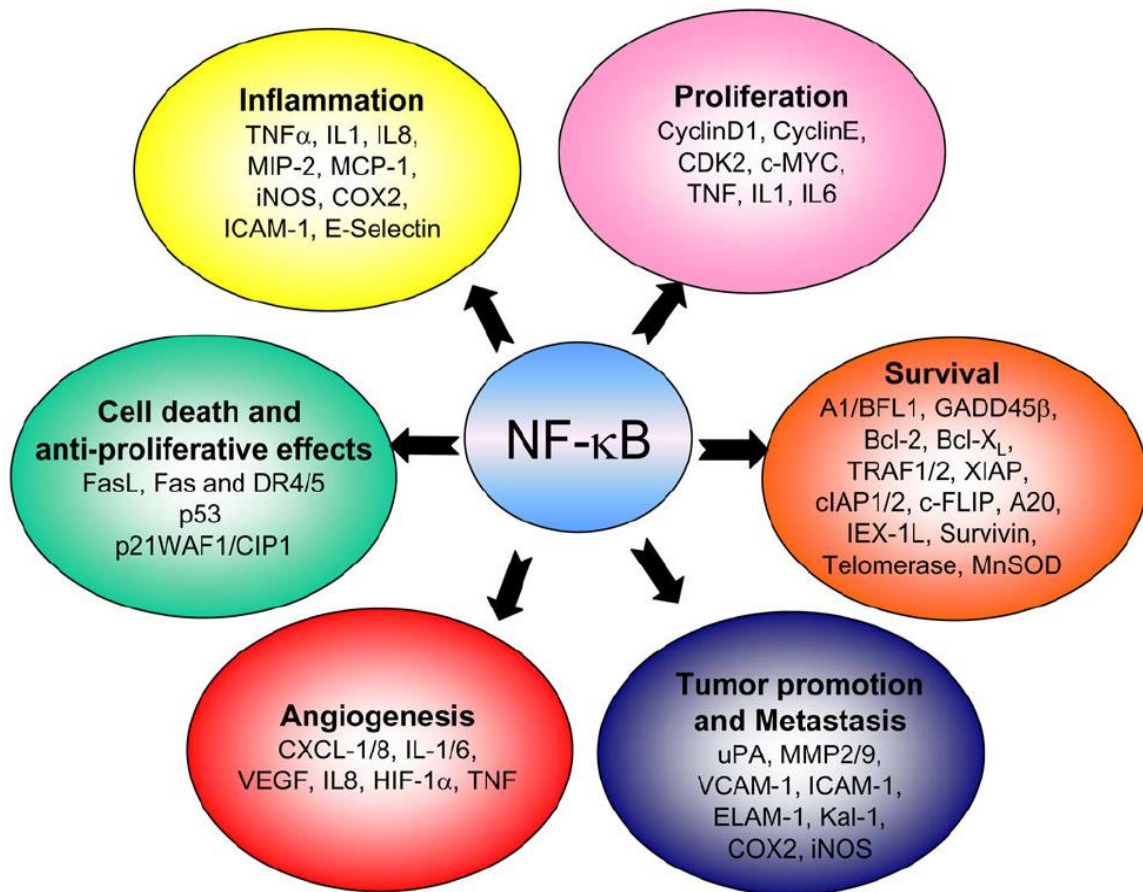 Inflammation
TNFα, IL1, IL8,
MIP-2, MCP-1,
iNOS, COX2,
ICAM-1, E-Selectin
Proliferation
CyclinD1, CyclinE,
CDK2, c-MYC,
TNF, IL1, IL6
Cell death and
anti-proliferative effects
FasL, Fas and DR4/5
p53
p21WAF1/CIP1
NF-κB
Survival
A1/BFL1, GADD45β,
Bcl-2, Bcl-X_L
TRAF1/2, XIAP,
cIAP1/2, c-FLIP, A20,
IEX-1L, Survivin,
Telomerase, MnSOD
Angiogenesis
CXCL-1/8, IL-1/6,
VEGF, IL8, HIF-1α, TNF
Tumor promotion
and Metastasis
uPA, MMP2/9,
VCAM-1, ICAM-1,
ELAM-1, Kal-1,
COX2, iNOS